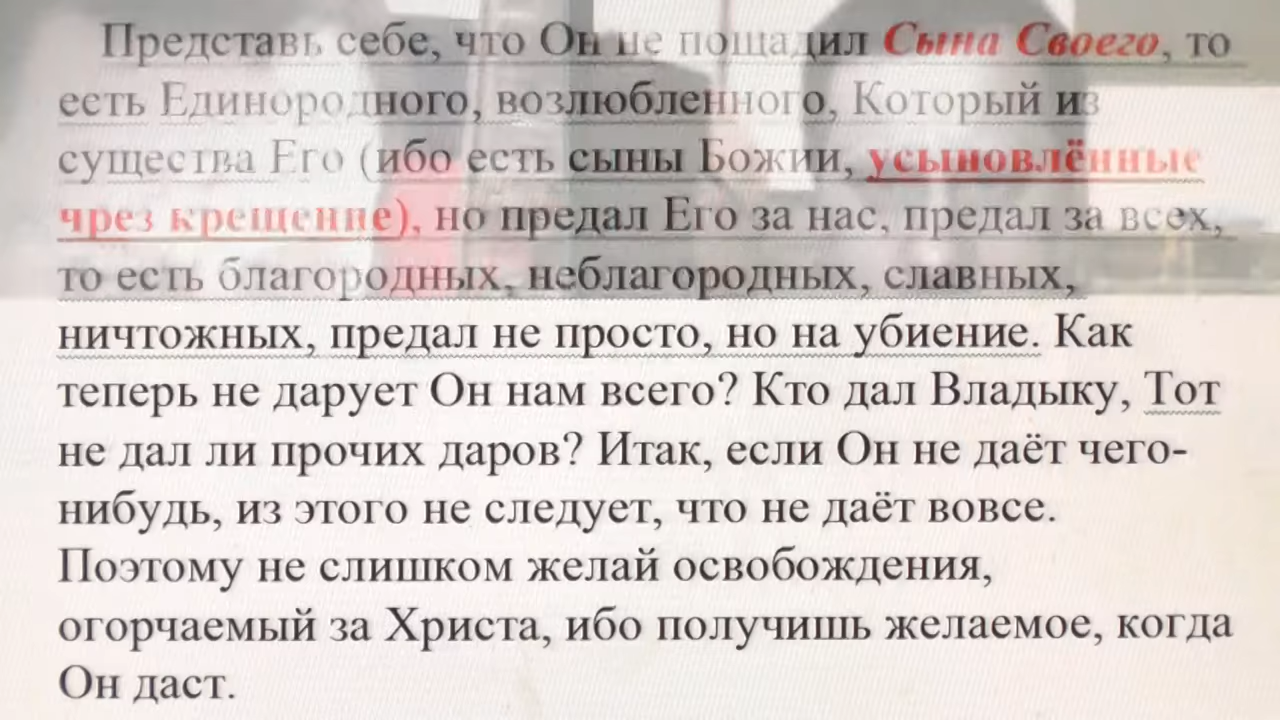 Представь себе, что Он не пощадил Сына Своего, то
есть Единородного, возлюбленного, Который из
существа Его (ибо есть сыны Божии, усыновлённые
чрез крещение), но предал Его за нас, предал за всех,
то есть благородных, неблагородных, славных,
ничтожных, предал не просто, но на убиение. Как
теперь не дарует Он нам всего? Кто дал Владыку, Тот
не дал ли прочих даров? Итак, если Он не даёт чего-
нибудь, из этого не следует, что не даёт вовсе.
Поэтому не слишком желай освобождения,
огорчаемый за Христа, ибо получишь желаемое, когда
Он даст.